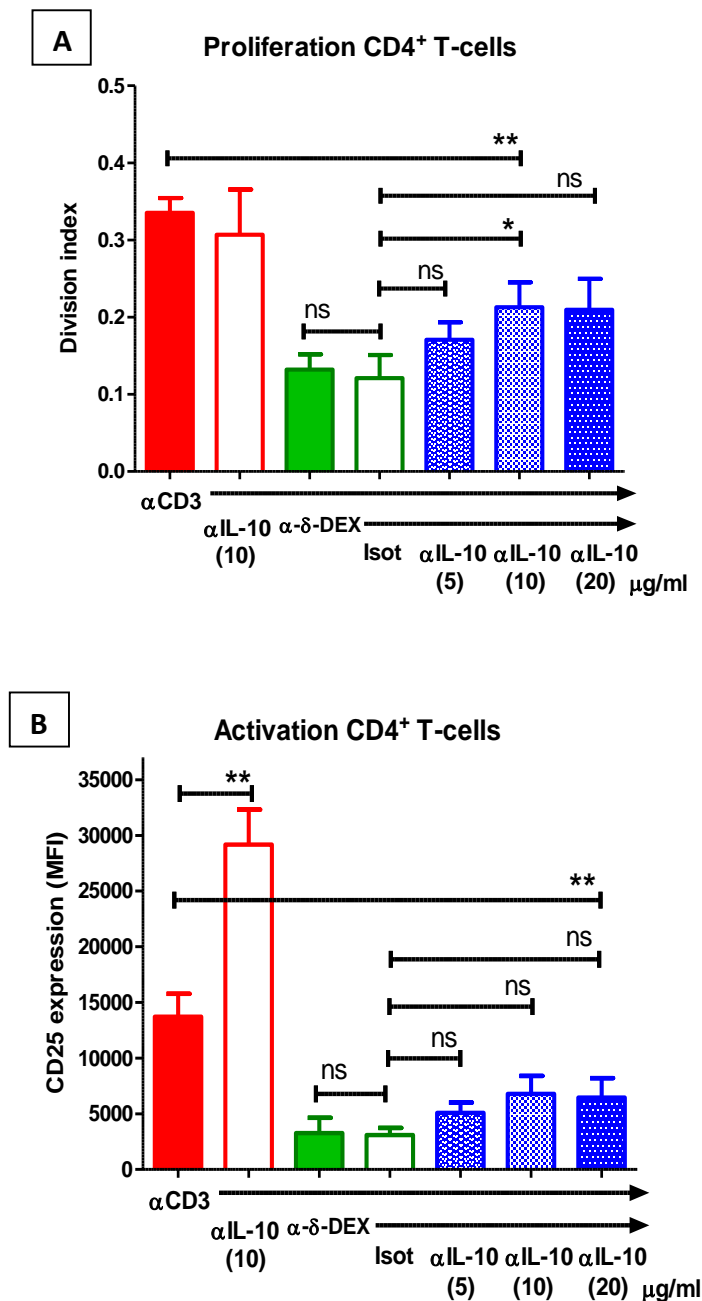 A
Proliferation CD4+ T-cells
0.5
**
0.4
ns
0.3
*
ns
0.2
ns
0.1
0.0
Division index
αCD3
αIL-10 α-δ-DEX
(10)
Isot αIL-10 αIL-10 αIL-10
(5) (10) (20) μg/ml
B
Activation CD4+ T-cells
35000
**
30000
25000
**
20000
ns
15000
ns
10000
ns
ns
5000
0
CD25 expression (MFI)
αCD3
αIL-10 α-δ-DEX
(10)
Isot αIL-10 αIL-10 αIL-10
(5) (10) (20) μg/ml